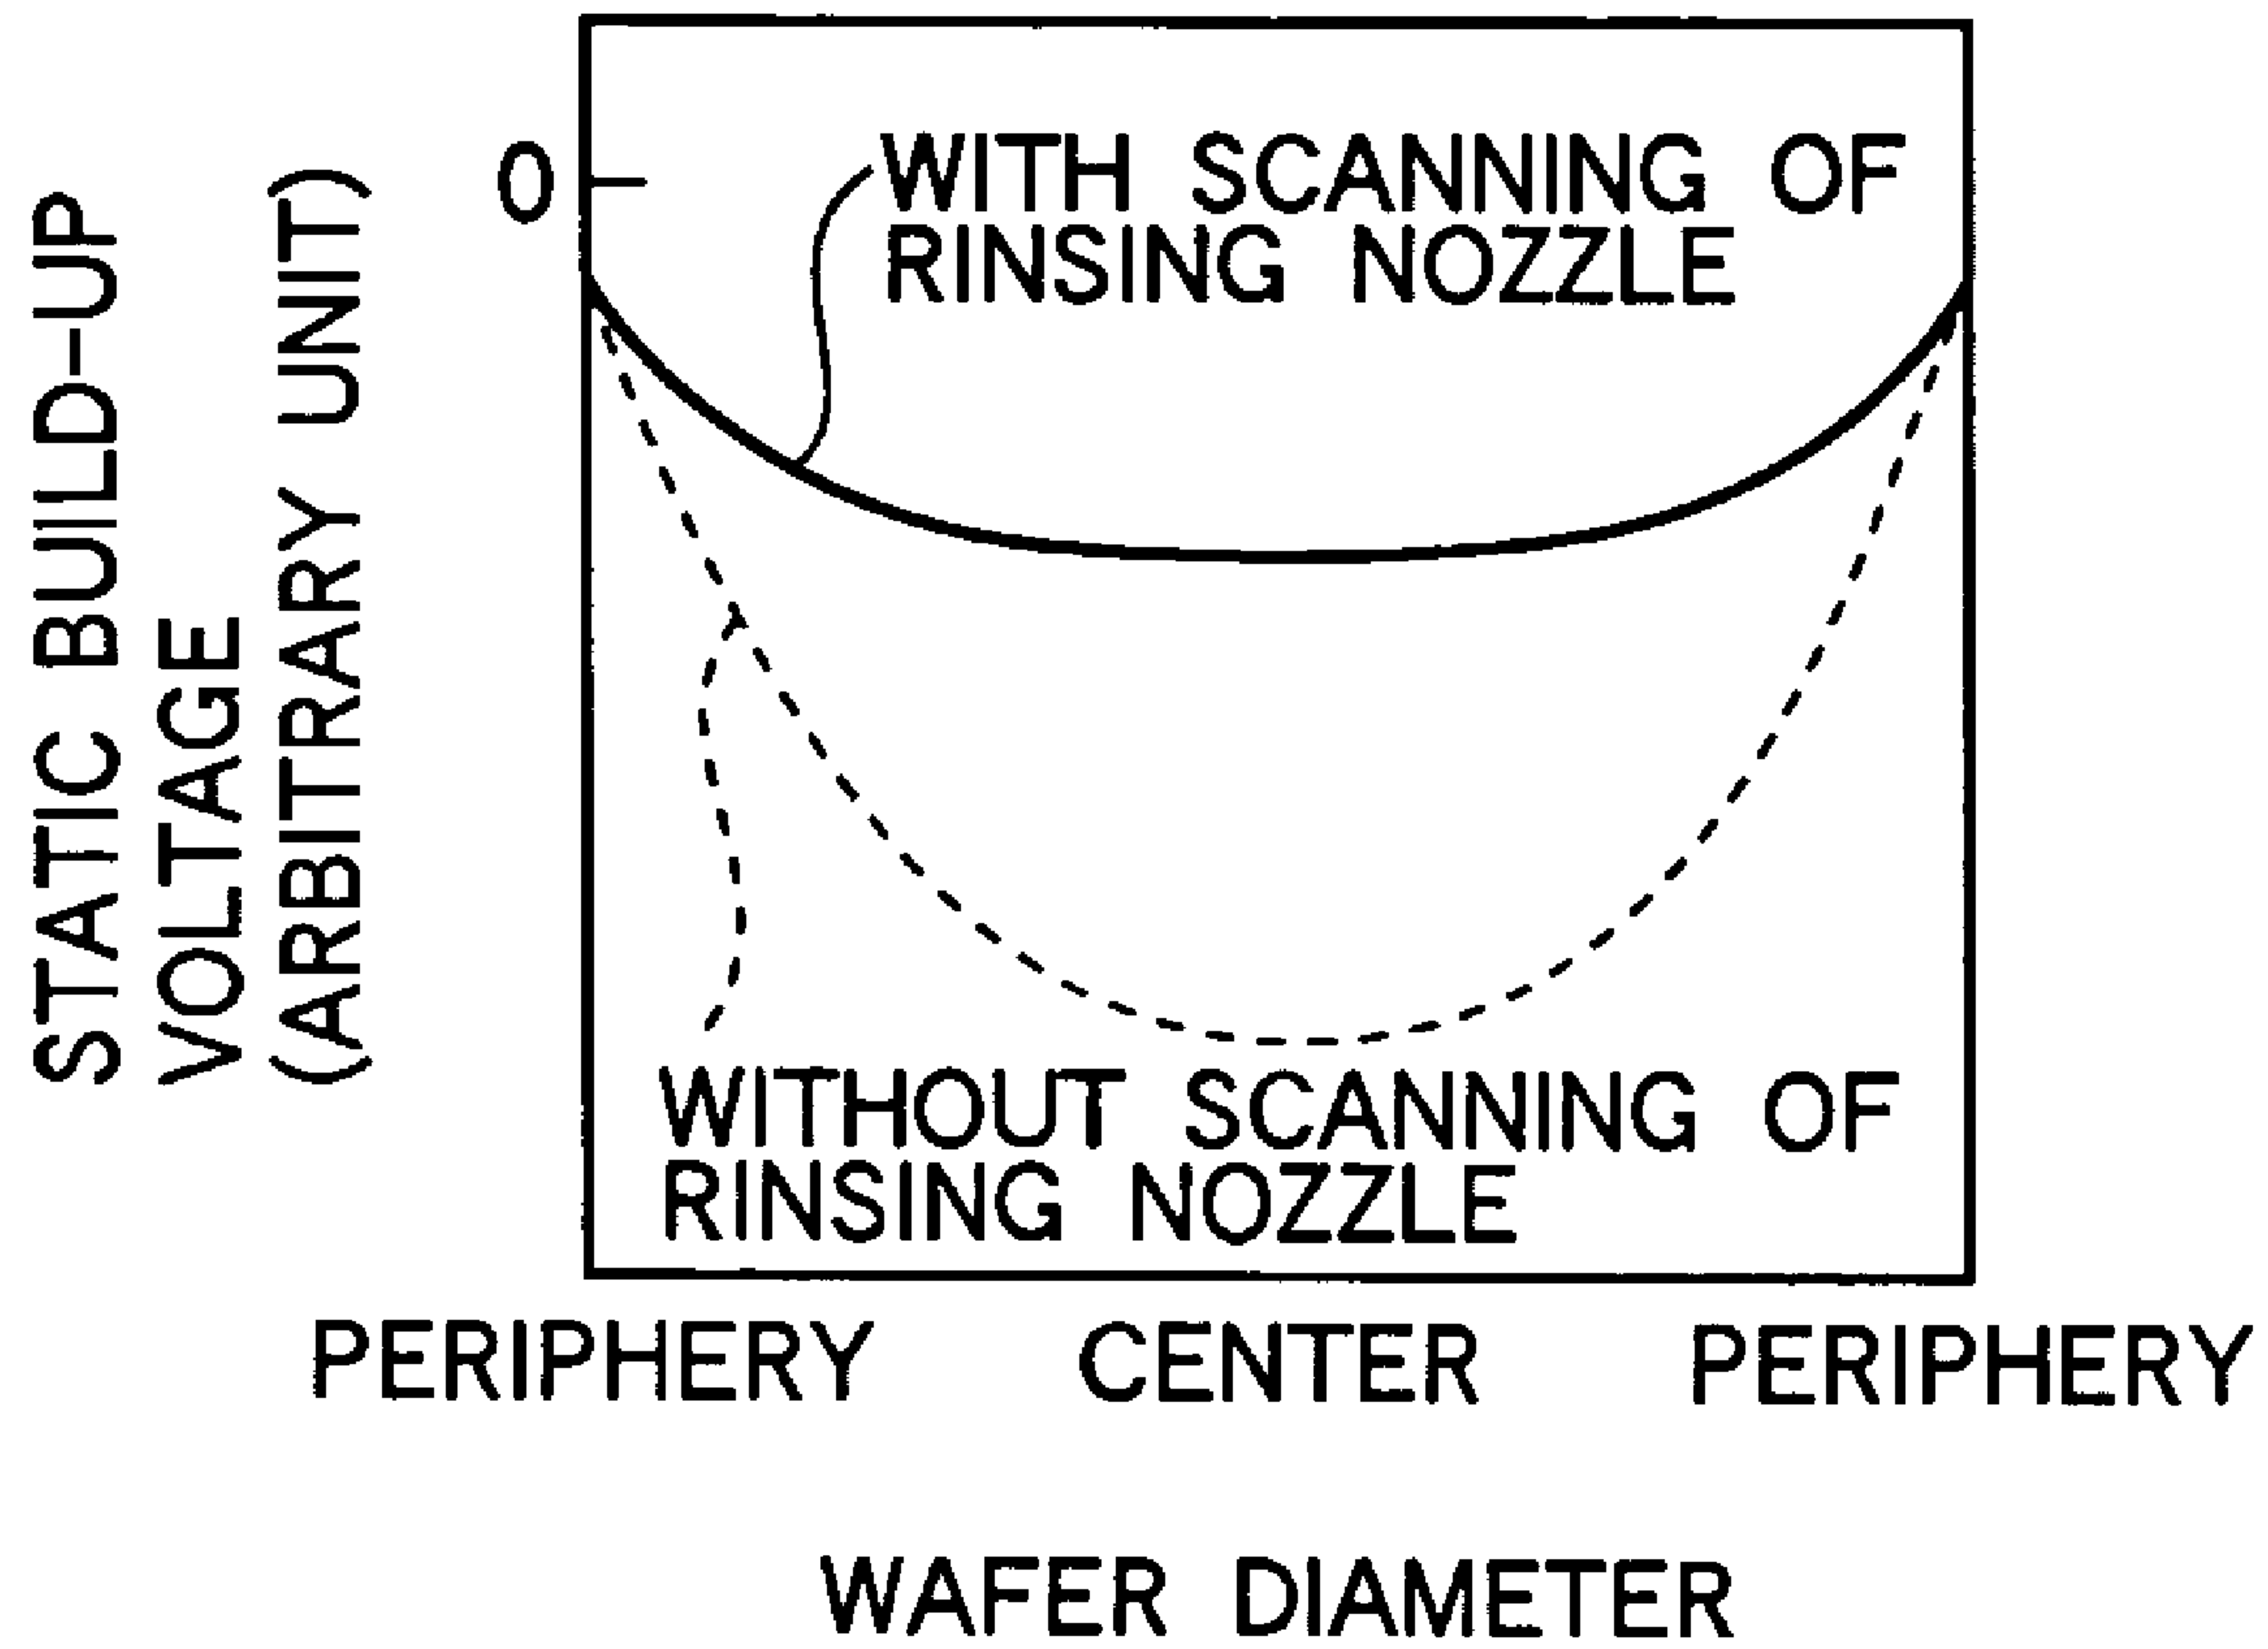 STATIC BUILD-UP
VOLTAGE
(ARBITRARY UNIT)
0
WITH SCANNING OF
RINSING NOZZLE
WITHOUT SCANNING OF
RINSING NOZZLE
PERIPHERY CENTER PERIPHERY
WAFER DIAMETER